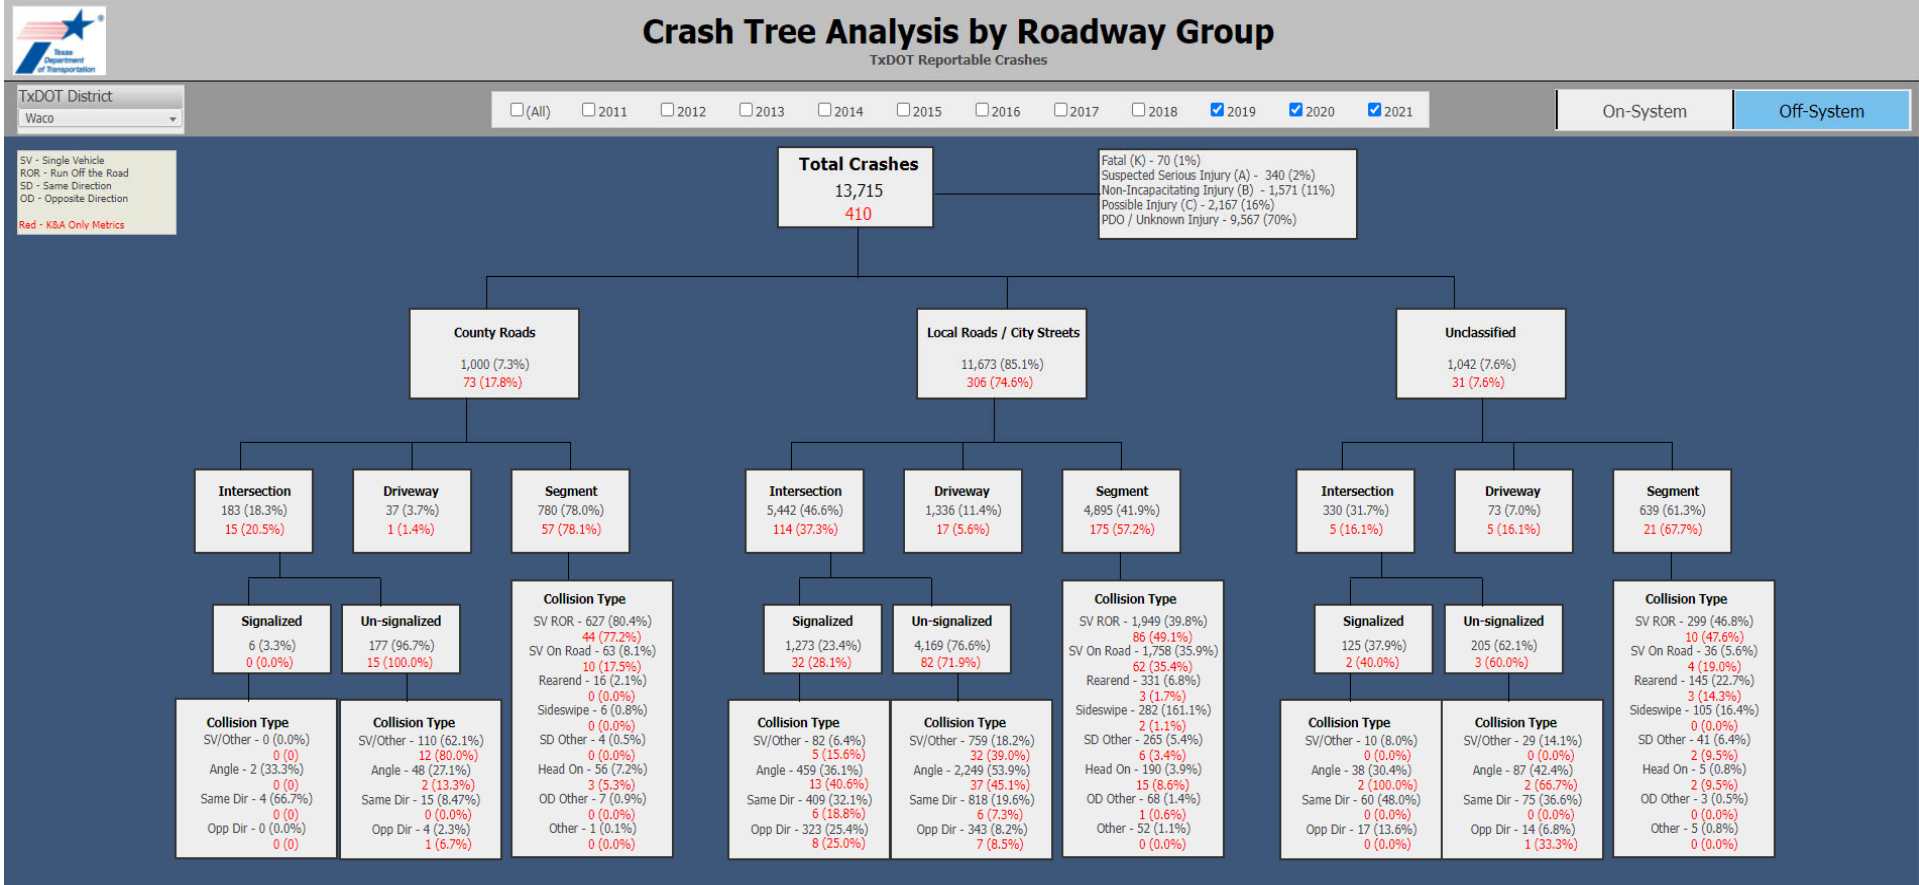 Texas
Department
of Transportation
Crash Tree Analysis by Roadway Group
TxDOT Reportable Crashes
TxDOT District
Waco
(All)
2011
2012
2013
2014
2015
2016
2017
2018
2019
2020
2021
On-System
Off-System
SV - Single Vehicle
ROR - Run Off the Road
SD - Same Direction
OD - Opposite Direction
Red - K&A Only Metrics
Total Crashes
13,715
410
Fatal (K) - 70 (1%)
Suspected Serious Injury (A) - 340 (2%)
Non-Incapacitating Injury (B) - 1,571 (11%)
Possible Injury (C) - 2,167 (16%)
PDO / Unknown Injury - 9,567 (70%)
County Roads
1,000 (7.3%)
73 (17.8%)
Local Roads / City Streets
11,673 (85.1%)
306 (74.6%)
Unclassified
1,042 (7.6%)
31 (7.6%)
Intersection
183 (18.3%)
15 (20.5%)
Driveway
37 (3.7%)
1 (1.4%)
Segment
780 (78.0%)
57 (78.1%)
Intersection
5,442 (46.6%)
114 (37.3%)
Driveway
1,336 (11.4%)
17 (5.6%)
Segment
4,895 (41.9%)
175 (57.2%)
Intersection
330 (31.7%)
5 (16.1%)
Driveway
73 (7.0%)
5 (16.1%)
Segment
639 (61.3%)
21 (67.7%)
Signalized
6 (3.3%)
0 (0.0%)
Un-signalized
177 (96.7%)
15 (100.0%)
Collision Type
SV ROR - 627 (80.4%)
44 (77.2%)
SV On Road - 63 (8.1%)
10 (17.5%)
Rearend - 16 (2.1%)
0 (0.0%)
Sideswipe - 6 (0.8%)
0 (0.0%)
SD Other - 4 (0.5%)
0 (0.0%)
Head On - 56 (7.2%)
3 (5.3%)
OD Other - 7 (0.9%)
0 (0.0%)
Other - 1 (0.1%)
0 (0.0%)
Signalized
1,273 (23.4%)
32 (28.1%)
Un-signalized
4,169 (76.6%)
82 (71.9%)
Collision Type
SV ROR - 1,949 (39.8%)
86 (49.1%)
SV On Road - 1,758 (35.9%)
62 (35.4%)
Rearend - 331 (6.8%)
3 (1.7%)
Sideswipe - 282 (161.1%)
2 (1.1%)
SD Other - 265 (5.4%)
6 (3.4%)
Head On - 190 (3.9%)
15 (8.6%)
OD Other - 68 (1.4%)
1 (0.6%)
Other - 52 (1.1%)
0 (0.0%)
Signalized
125 (37.9%)
2 (40.0%)
Un-signalized
205 (62.1%)
3 (60.0%)
Collision Type
SV ROR - 299 (46.8%)
10 (47.6%)
SV On Road - 36 (5.6%)
4 (19.0%)
Rearend - 145 (22.7%)
3 (14.3%)
Sideswipe - 105 (16.4%)
0 (0.0%)
SD Other - 41 (6.4%)
2 (9.5%)
Head On - 5 (0.8%)
2 (9.5%)
OD Other - 3 (0.5%)
0 (0.0%)
Other - 5 (0.8%)
0 (0.0%)
Collision Type
SV/Other - 0 (0.0%)
0 (0)
Angle - 2 (33.3%)
0 (0)
Same Dir - 4 (66.7%)
0 (0)
Opp Dir - 0 (0.0%)
0 (0)
Collision Type
SV/Other - 110 (62.1%)
12 (80.0%)
Angle - 48 (27.1%)
2 (13.3%)
Same Dir - 15 (8.47%)
0 (0.0%)
Opp Dir - 4 (2.3%)
1 (6.7%)
Collision Type
SV/Other - 82 (6.4%)
5 (15.6%)
Angle - 459 (36.1%)
13 (40.6%)
Same Dir - 409 (32.1%)
6 (18.8%)
Opp Dir - 323 (25.4%)
8 (25.0%)
Collision Type
SV/Other - 759 (18.2%)
32 (39.0%)
Angle - 2,249 (53.9%)
37 (45.1%)
Same Dir - 818 (19.6%)
6 (7.3%)
Opp Dir - 343 (8.2%)
7 (8.5%)
Collision Type
SV/Other - 10 (8.0%)
0 (0.0%)
Angle - 38 (30.4%)
2 (100.0%)
Same Dir - 60 (48.0%)
0 (0.0%)
Opp Dir - 17 (13.6%)
0 (0.0%)
Collision Type
SV/Other - 29 (14.1%)
0 (0.0%)
Angle - 87 (42.4%)
2 (66.7%)
Same Dir - 75 (36.6%)
0 (0.0%)
Opp Dir - 14 (6.8%)
1 (33.3%)